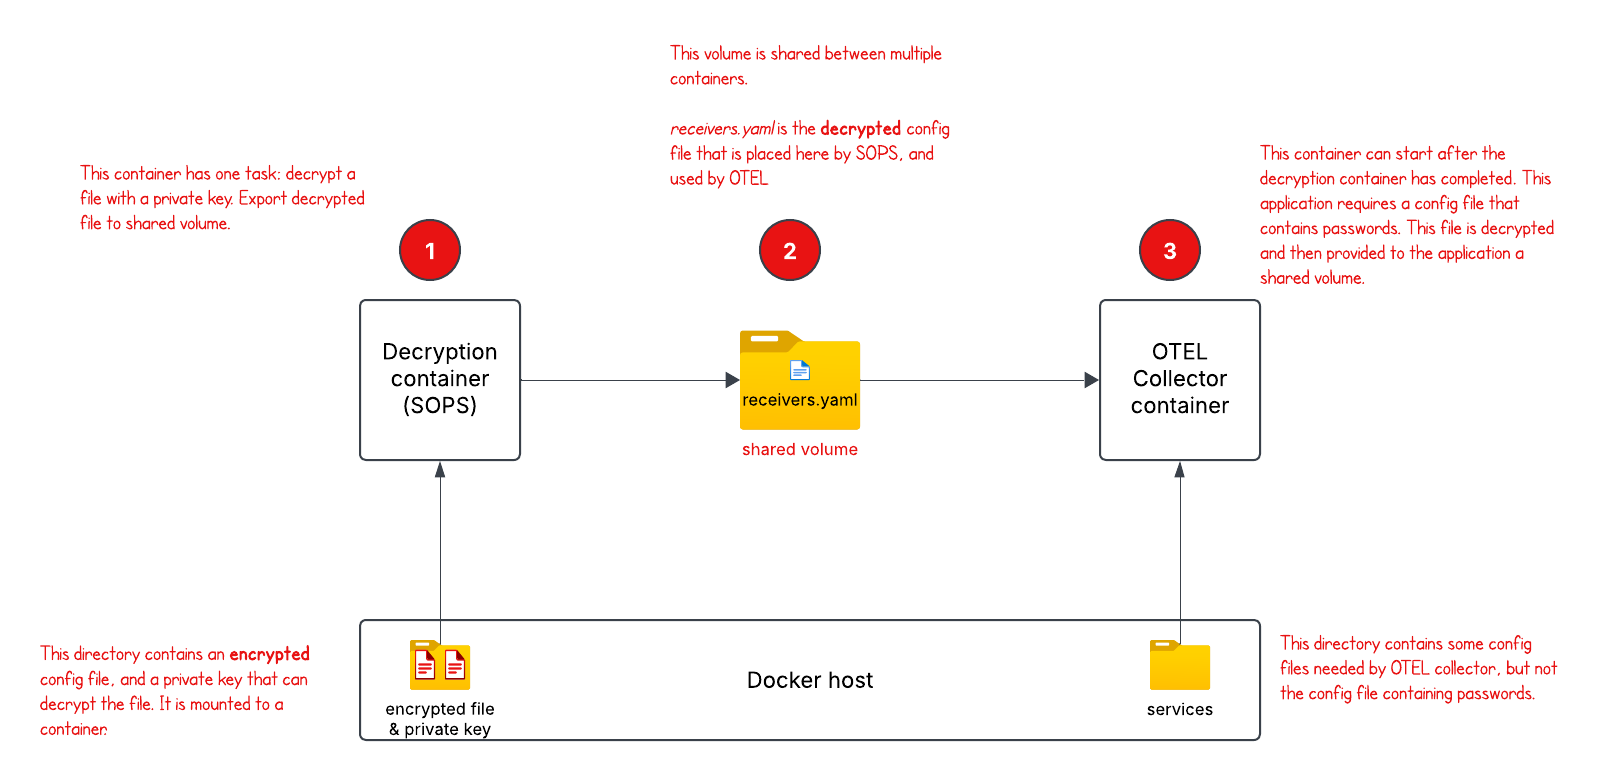 This volume is shared between multiple
containers.
receivers.yaml is the decrypted config
file that is placed here by SOPS, and
used by OTEL
This container has one task: decrypt a
file with a private key. Export decrypted
file to shared volume.
This container can start after the
decryption container has completed. This
application requires a config file that
contains passwords. This file is decrypted
and then provided to the application a
shared volume.
1
2
3
Decryption
container
(SOPS)
receivers.yaml
shared volume
OTEL
Collector
container
This directory contains an encrypted
config file, and a private key that can
decrypt the file. It is mounted to a
container.
encrypted file
& private key
Docker host
services
This directory contains some config
files needed by OTEL collector, but not
the config file containing passwords.